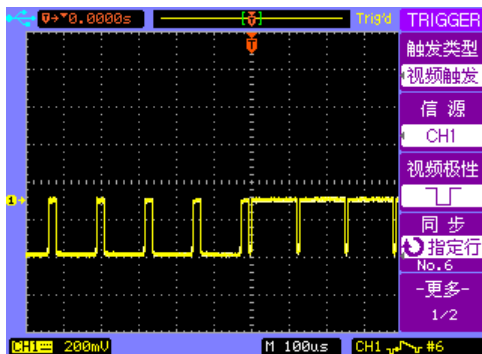 0.0000s
Trig'd
TRIGGER
触发类型
视频触发
信 源
CH1
视频极性
同 步
指定行
No.6
-更多-
1/2
T
1
CH1 200mV
M 100us
CH1 #6